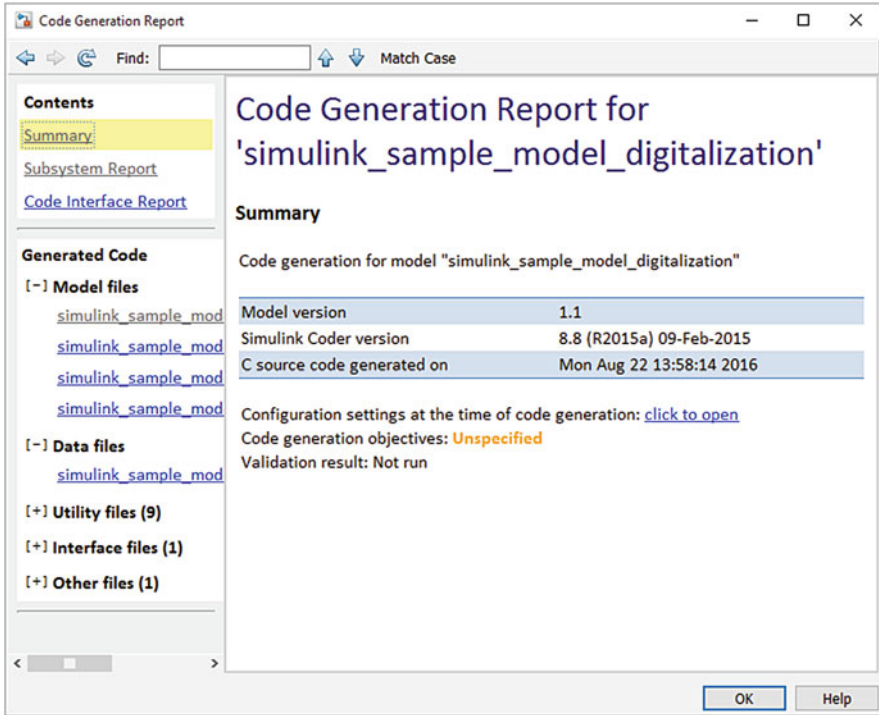 Code Generation Report
Find:
Match Case
Contents
Summary
Subsystem Report
Code Interface Report
Generated Code
[-] Model files
simulink_sample_mod
simulink_sample_mod
simulink_sample_mod
simulink_sample_mod
[-] Data files
simulink_sample_mod
[+] Utility files (9)
[+] Interface files (1)
[+] Other files (1)
Code Generation Report for
'simulink_sample_model_digitalization'
Summary
Code generation for model "simulink_sample_model_digitalization"
Model version 1.1
Simulink Coder version 8.8 (R2015a) 09-Feb-2015
C source code generated on Mon Aug 22 13:58:14 2016
Configuration settings at the time of code generation: click to open
Code generation objectives: Unspecified
Validation result: Not run
OK Help